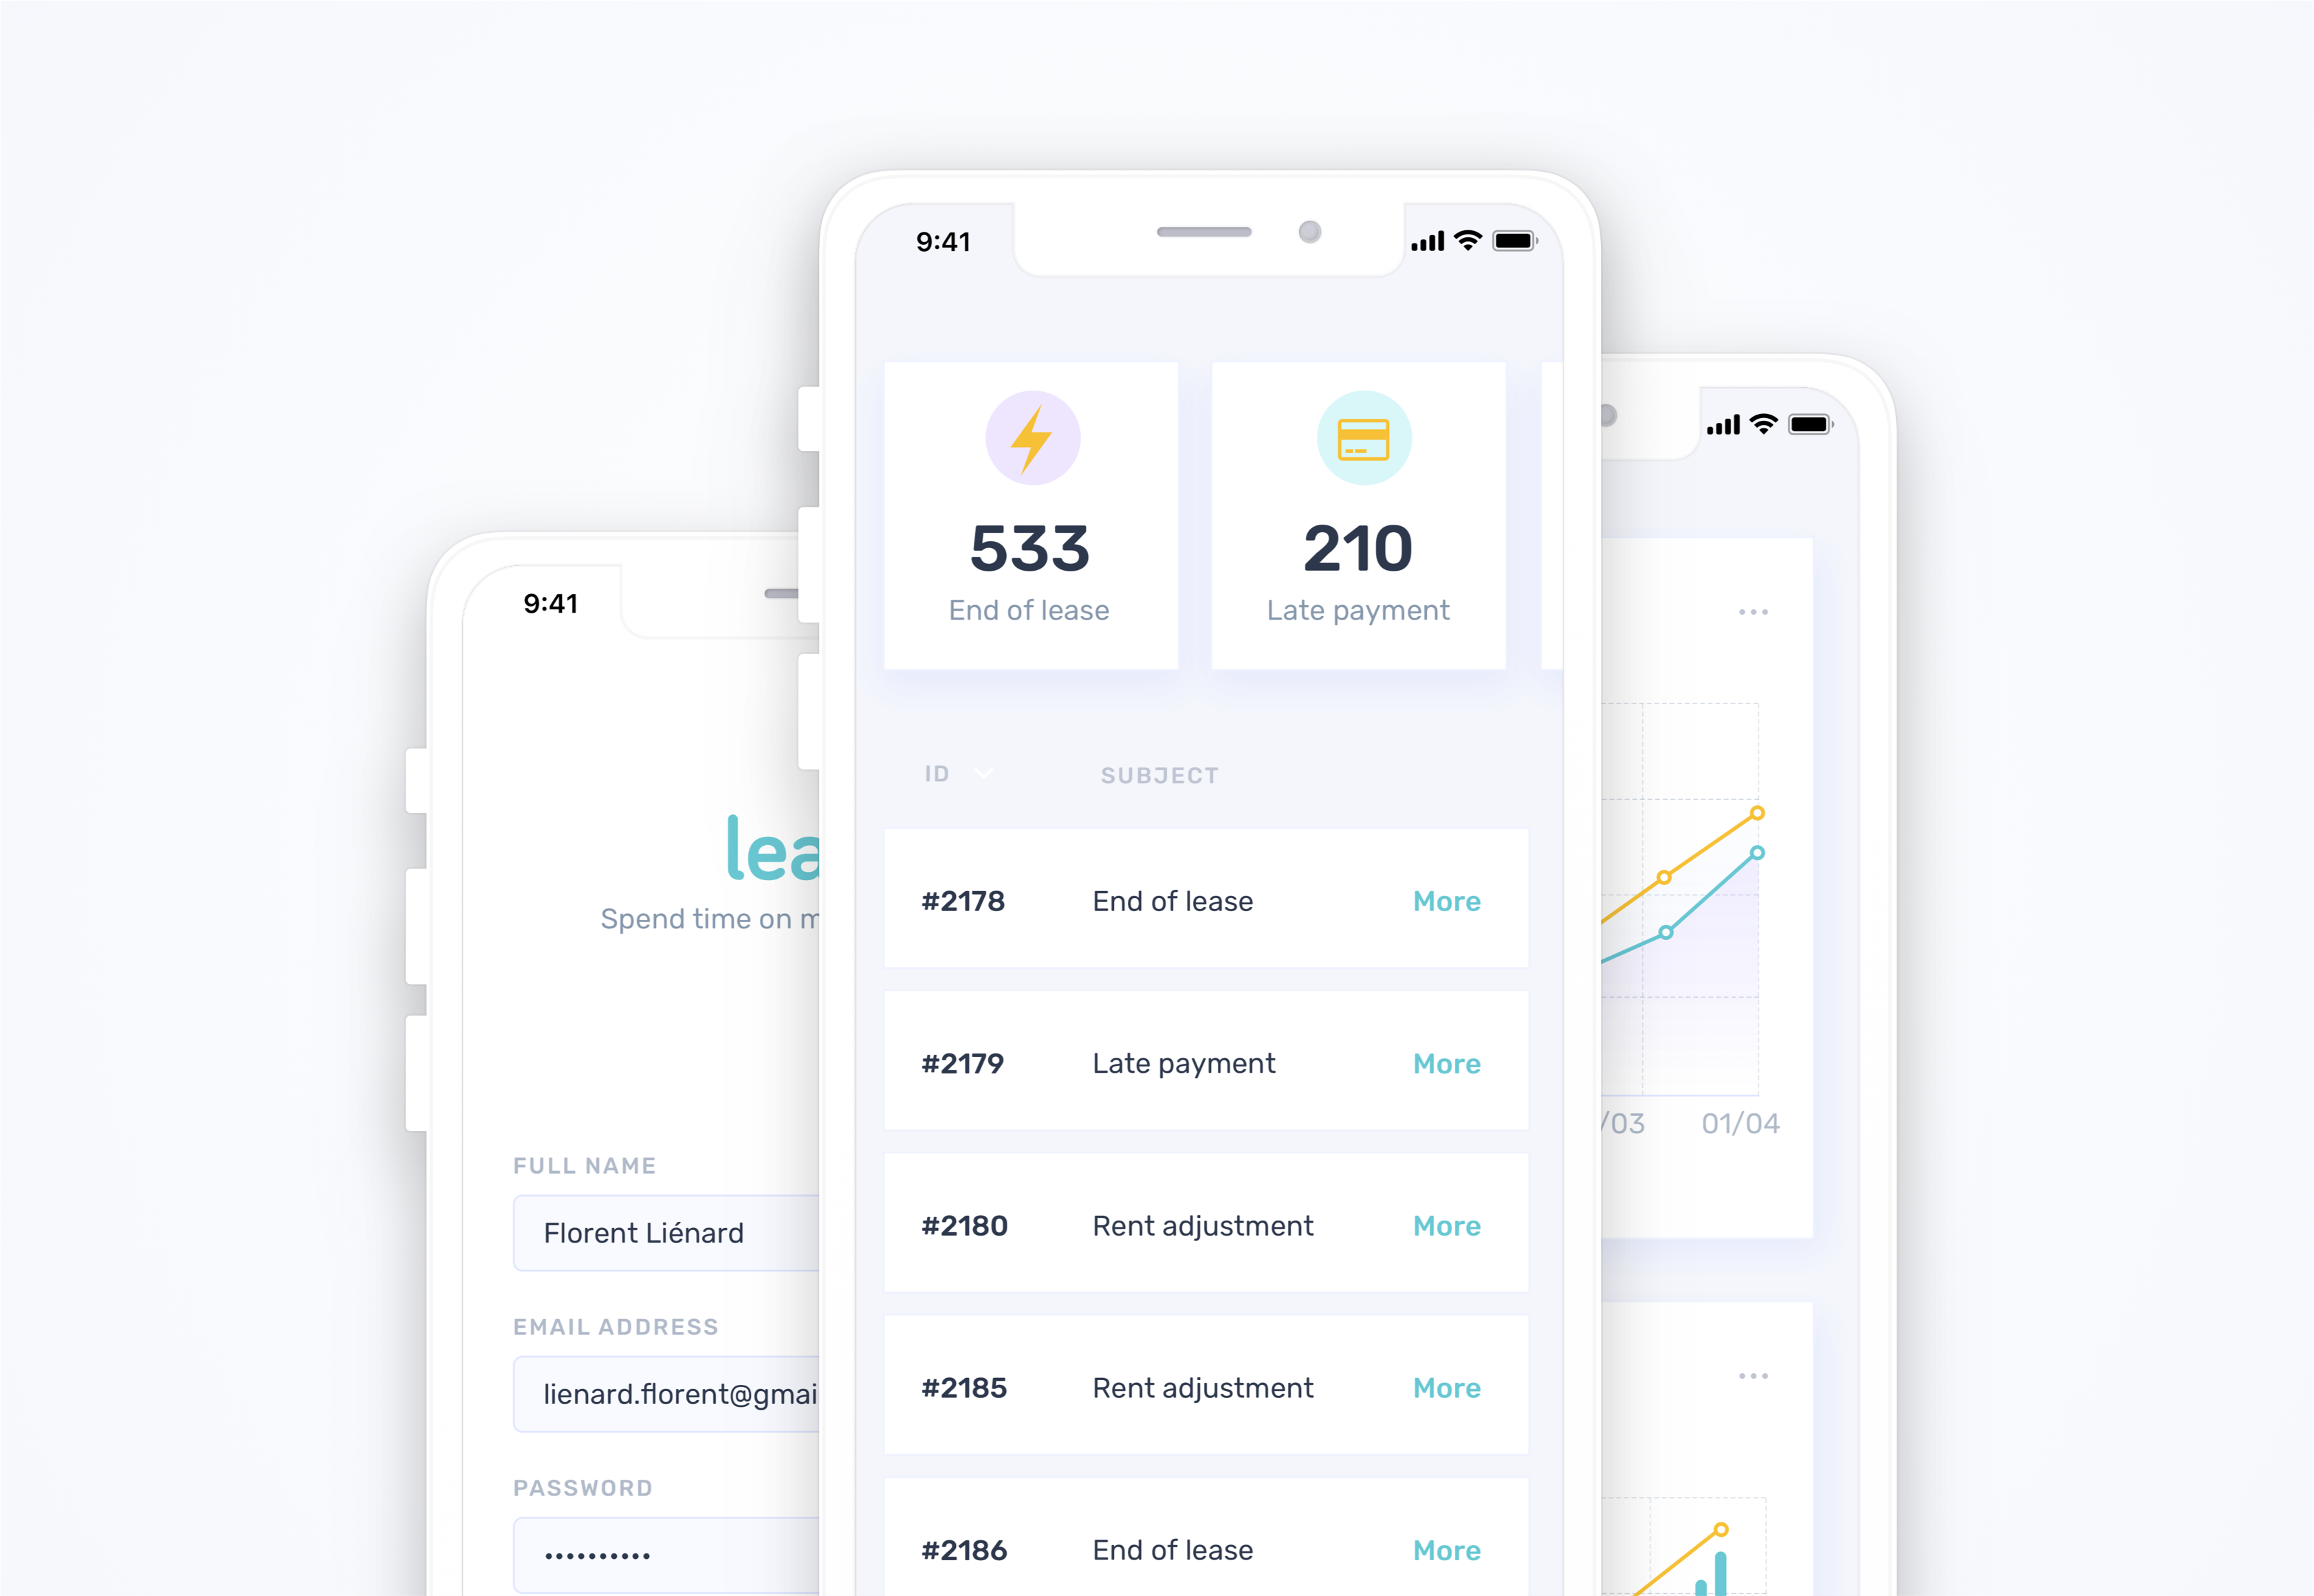 9:41
lea
Spend time on m
FULL NAME
Florent Liénard
EMAIL ADDRESS
lienard.florent@gmai
PASSWORD
9:41
533
End of lease
210
Late payment
ID
SUBJECT
#2178 End of lease More
#2179 Late payment More
#2180 Rent adjustment More
#2185 Rent adjustment More
#2186 End of lease More
/03 01/04